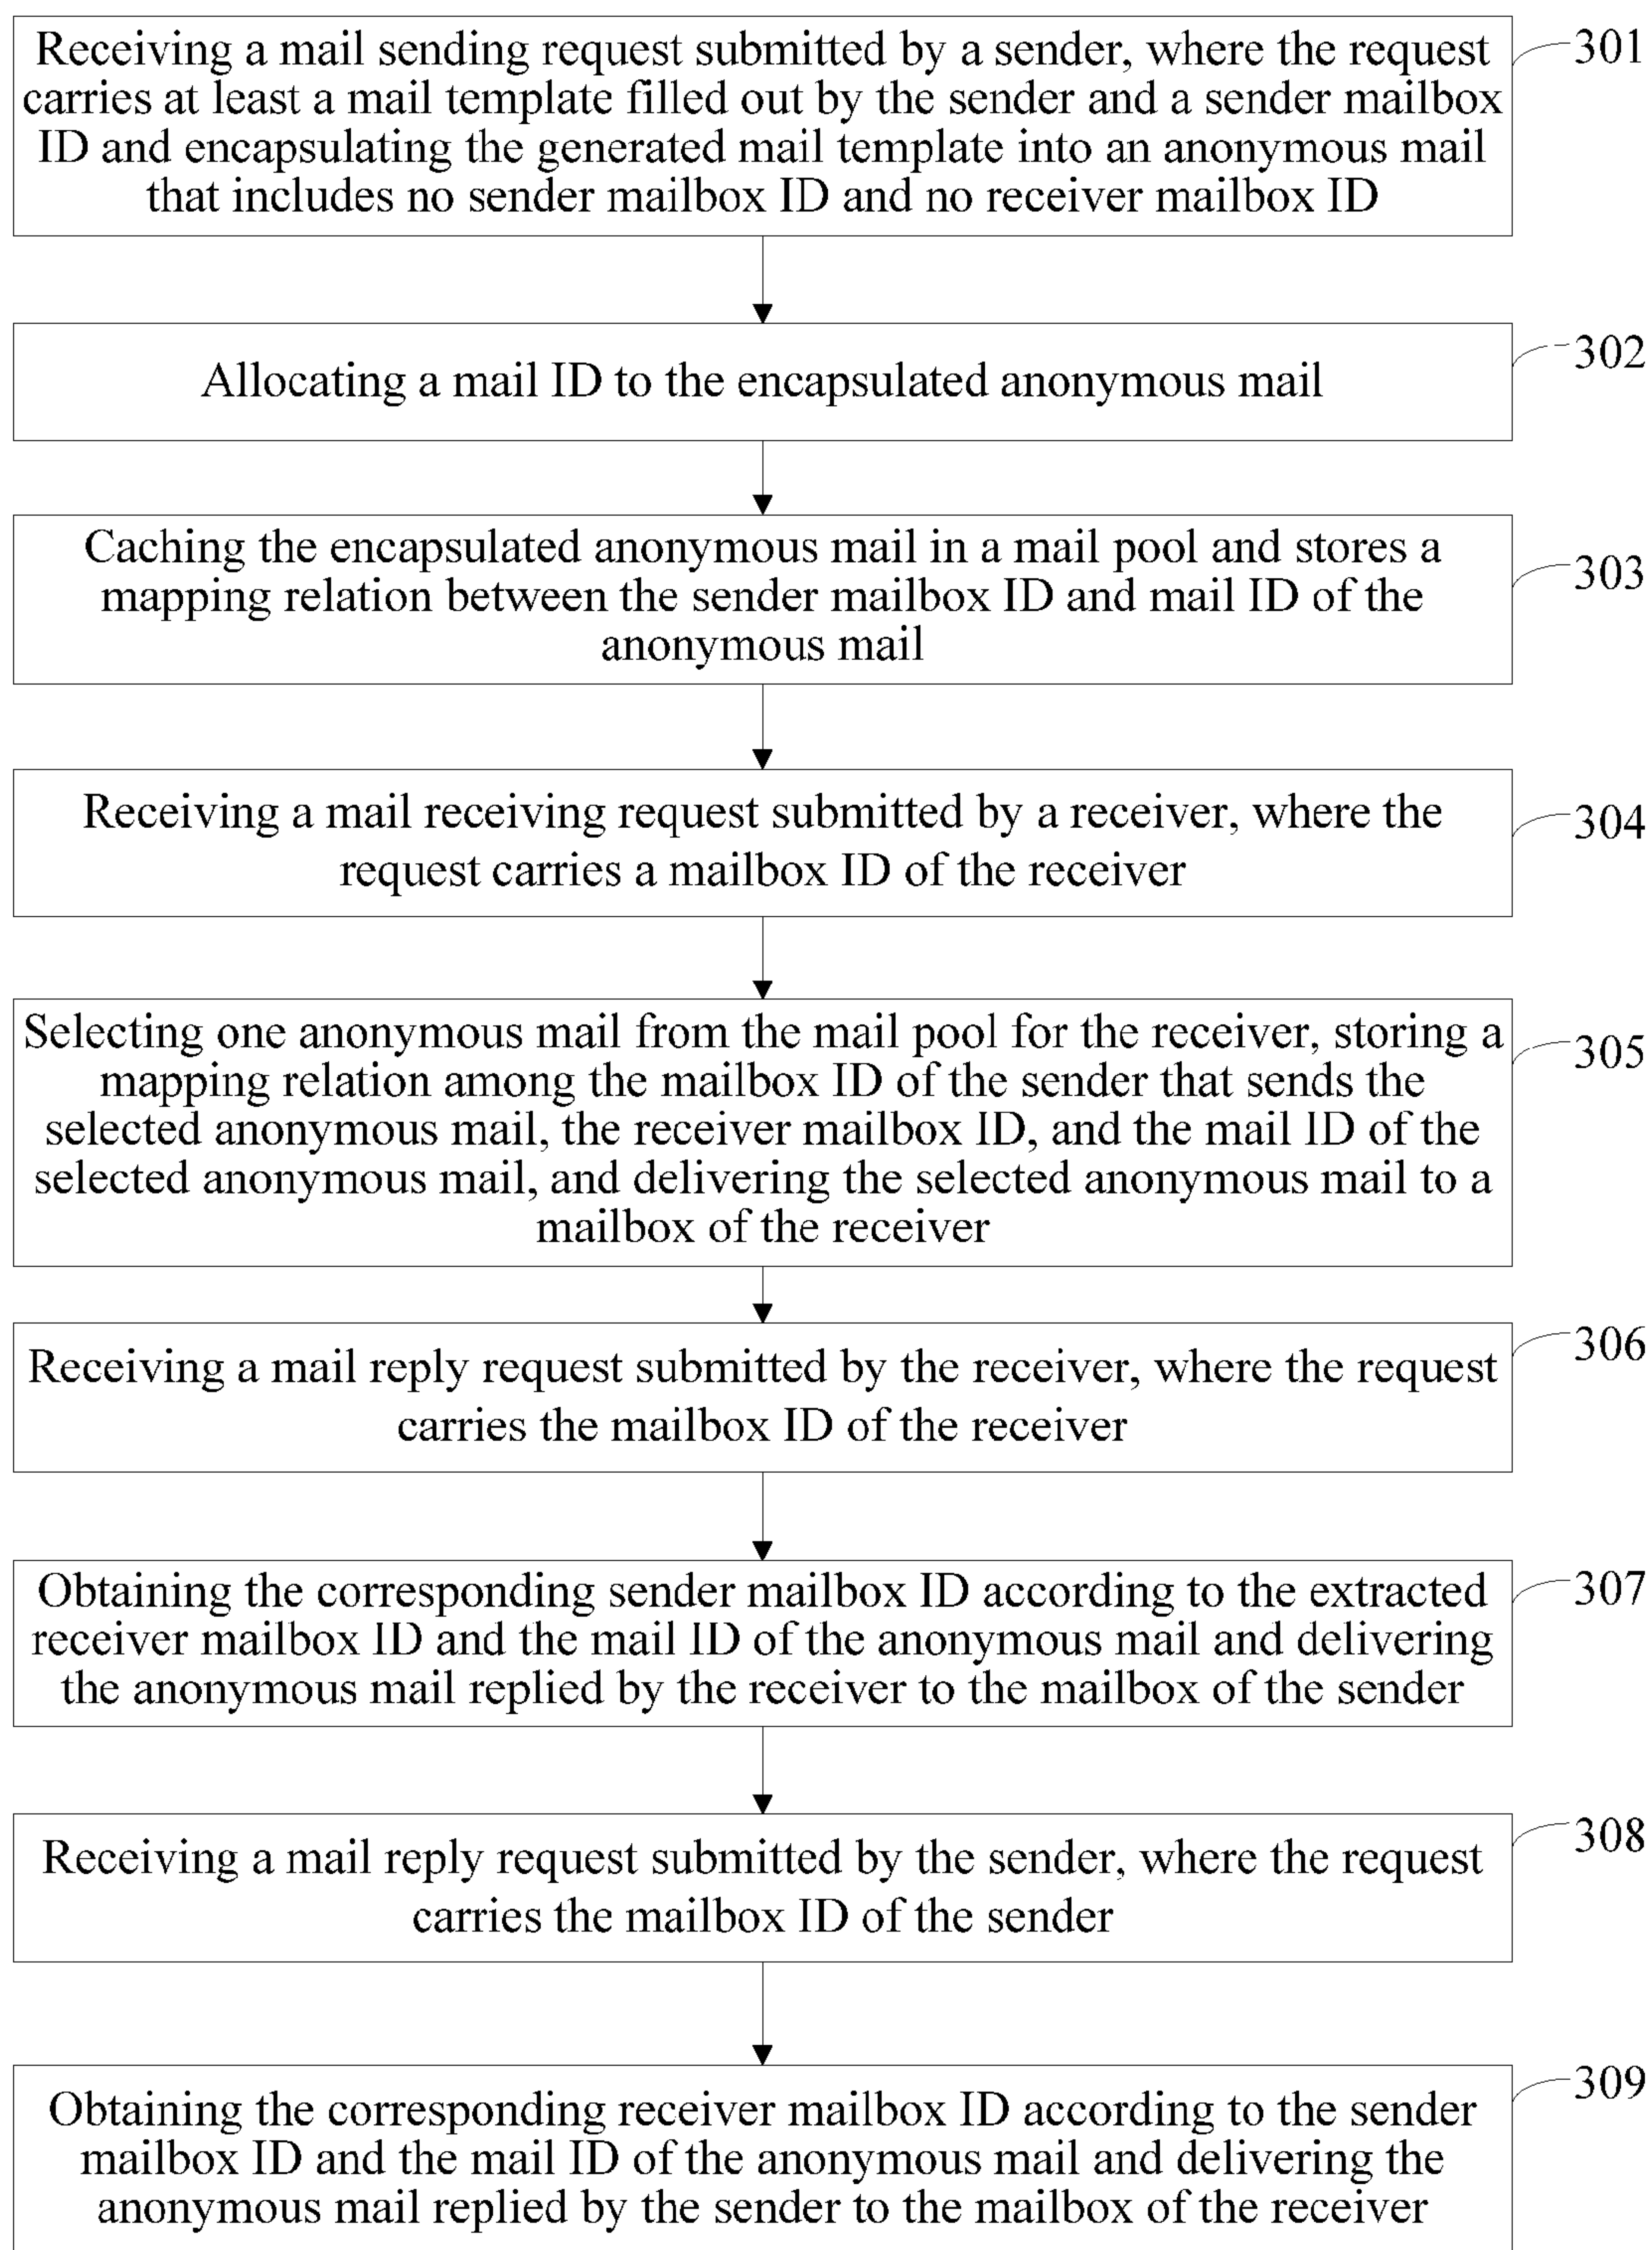 Receiving a mail sending request submitted by a sender, where the request
carries at least a mail template filled out by the sender and a sender mailbox
ID and encapsulating the generated mail template into an anonymous mail
that includes no sender mailbox ID and no receiver mailbox ID
301
Allocating a mail ID to the encapsulated anonymous mail
302
Caching the encapsulated anonymous mail in a mail pool and stores a
mapping relation between the sender mailbox ID and mail ID of the
anonymous mail
303
Receiving a mail receiving request submitted by a receiver, where the
request carries a mailbox ID of the receiver
304
Selecting one anonymous mail from the mail pool for the receiver, storing a
mapping relation among the mailbox ID of the sender that sends the
selected anonymous mail, the receiver mailbox ID, and the mail ID of the
selected anonymous mail, and delivering the selected anonymous mail to a
mailbox of the receiver
305
Receiving a mail reply request submitted by the receiver, where the request
carries the mailbox ID of the receiver
306
Obtaining the corresponding sender mailbox ID according to the extracted
receiver mailbox ID and the mail ID of the anonymous mail and delivering
the anonymous mail replied by the receiver to the mailbox of the sender
307
Receiving a mail reply request submitted by the sender, where the request
carries the mailbox ID of the sender
308
Obtaining the corresponding receiver mailbox ID according to the sender
mailbox ID and the mail ID of the anonymous mail and delivering the
anonymous mail replied by the sender to the mailbox of the receiver
309